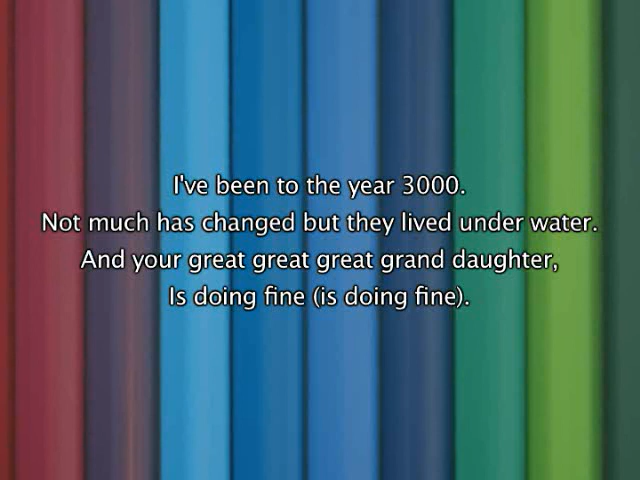 I've been to the year 3000.
Not much has changed but they lived under water.
And your great great great grand daughter,
Is doing fine (is doing fine).